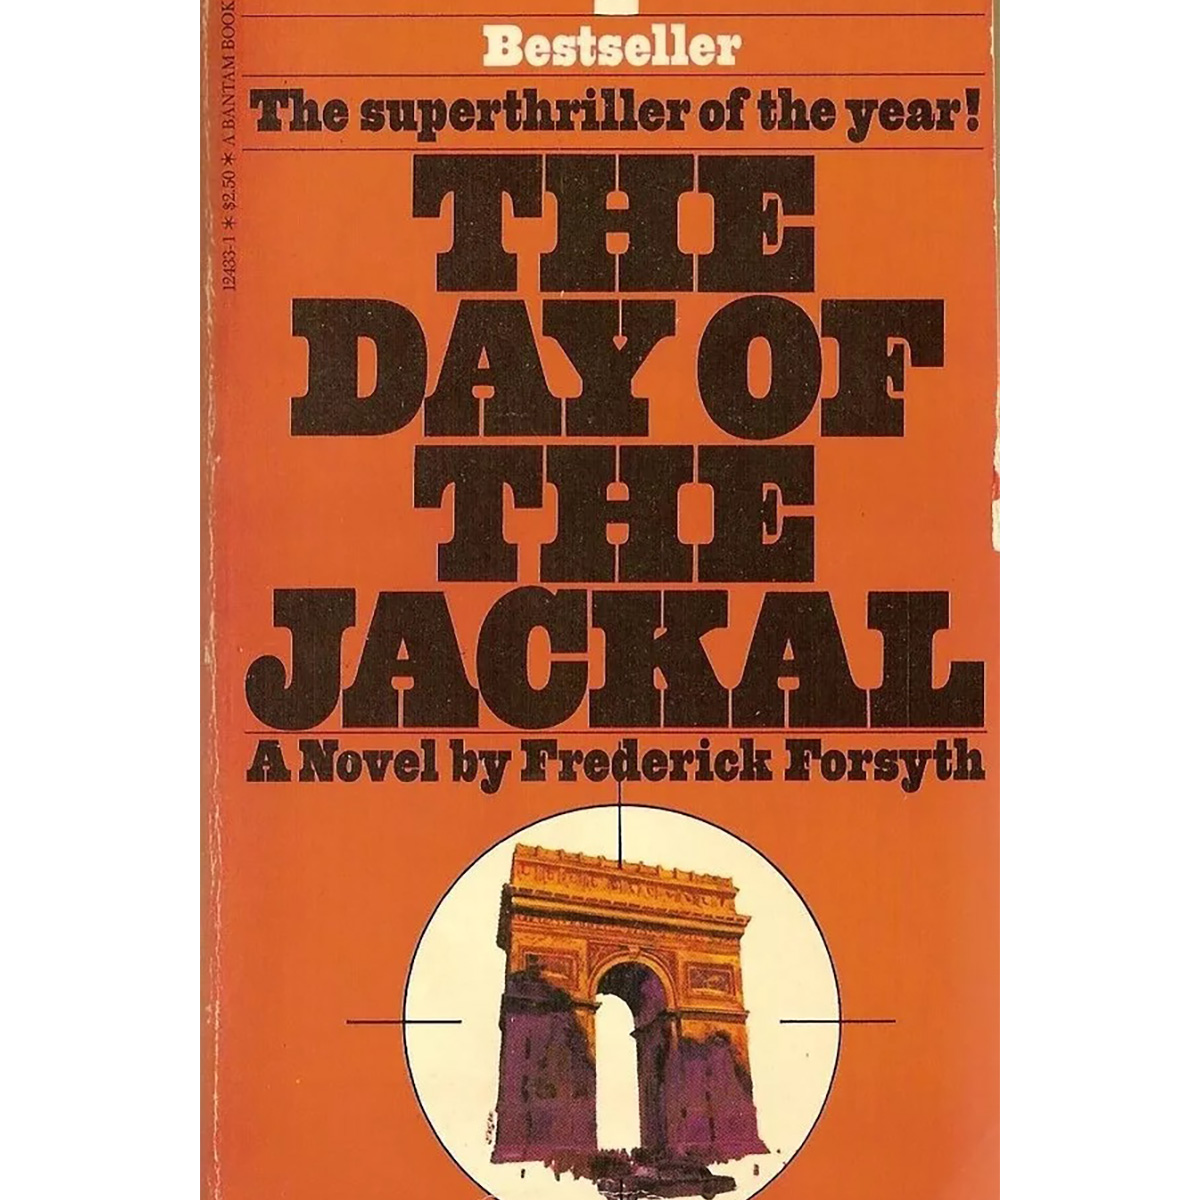 Bestseller
The superthriller of the year!
THE
DAY OF
THE
JACKAL
A Novel by Frederick Forsyth
12433-1 * $2.50 * A BANTAM BOOK